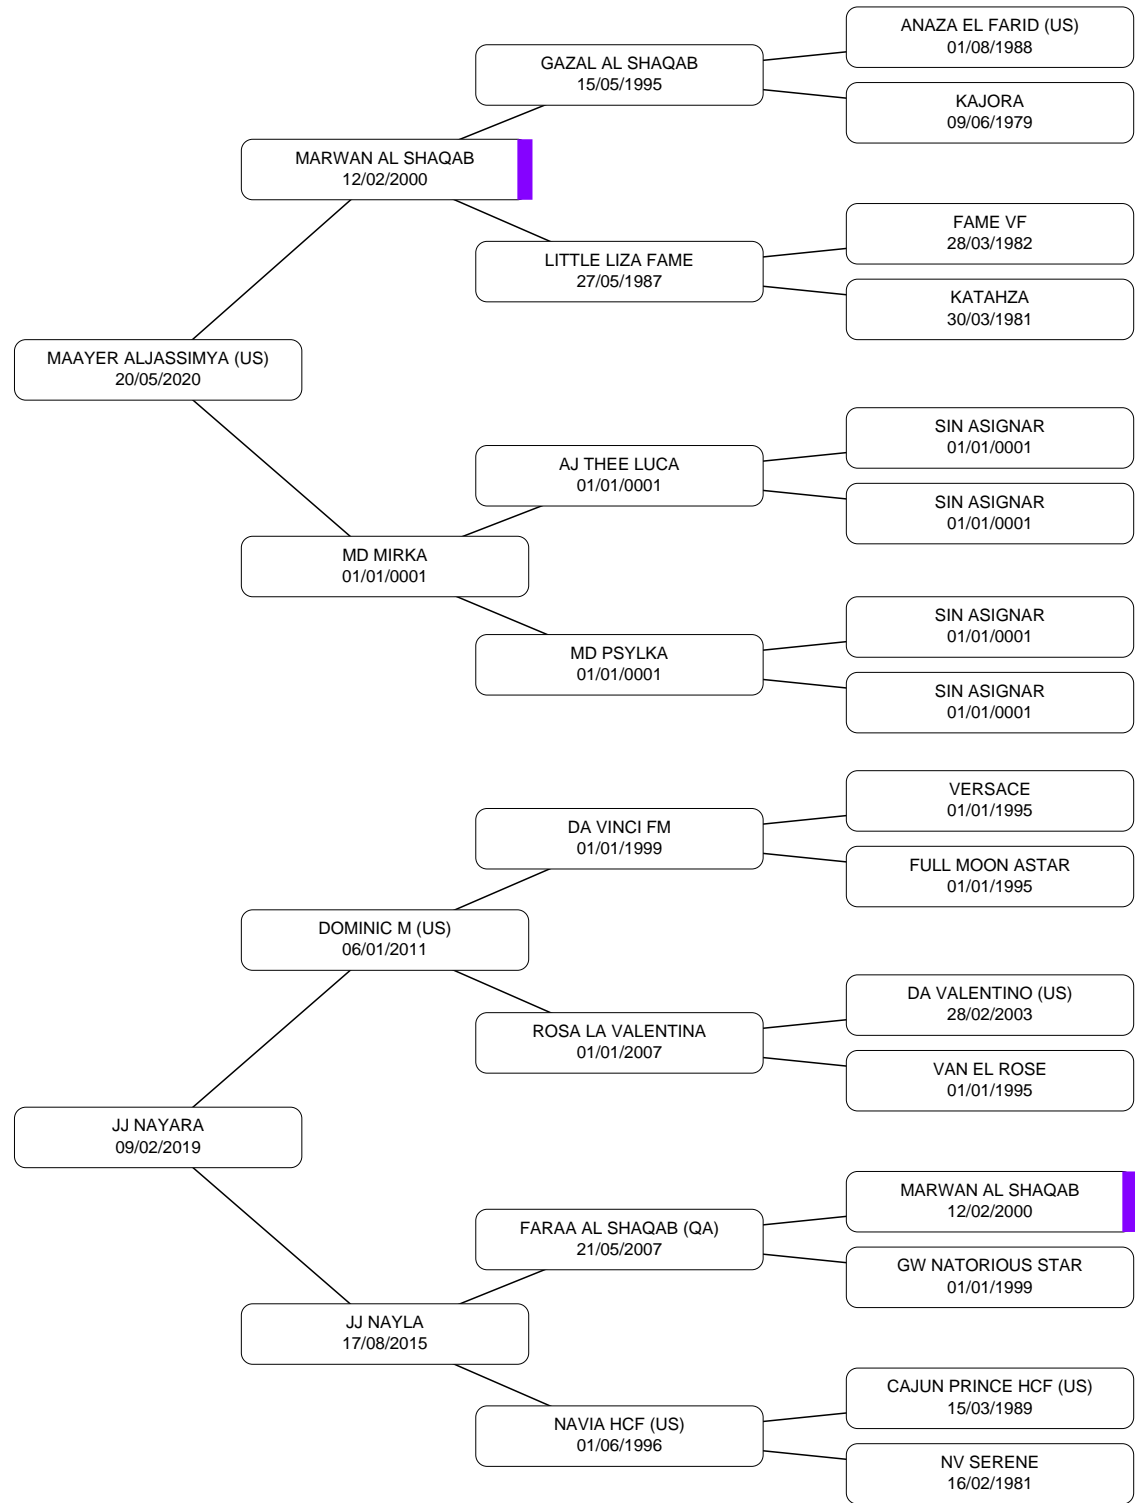 ANAZA EL FARID (US)
01/08/1988
GAZAL AL SHAQAB
15/05/1995
KAJORA
09/06/1979
MARWAN AL SHAQAB
12/02/2000
FAME VF
28/03/1982
LITTLE LIZA FAME
27/05/1987
KATAHZA
30/03/1981
MAAYER ALJASSIMYA (US)
20/05/2020
SIN ASIGNAR
01/01/0001
AJ THEE LUCA
01/01/0001
SIN ASIGNAR
01/01/0001
MD MIRKA
01/01/0001
SIN ASIGNAR
01/01/0001
MD PSYLKA
01/01/0001
SIN ASIGNAR
01/01/0001
VERSACE
01/01/1995
DA VINCI FM
01/01/1999
FULL MOON ASTAR
01/01/1995
DOMINIC M (US)
06/01/2011
DA VALENTINO (US)
28/02/2003
ROSA LA VALENTINA
01/01/2007
VAN EL ROSE
01/01/1995
JJ NAYARA
09/02/2019
MARWAN AL SHAQAB
12/02/2000
FARAA AL SHAQAB (QA)
21/05/2007
GW NATORIOUS STAR
01/01/1999
JJ NAYLA
17/08/2015
CAJUN PRINCE HCF (US)
15/03/1989
NAVIA HCF (US)
01/06/1996
NV SERENE
16/02/1981